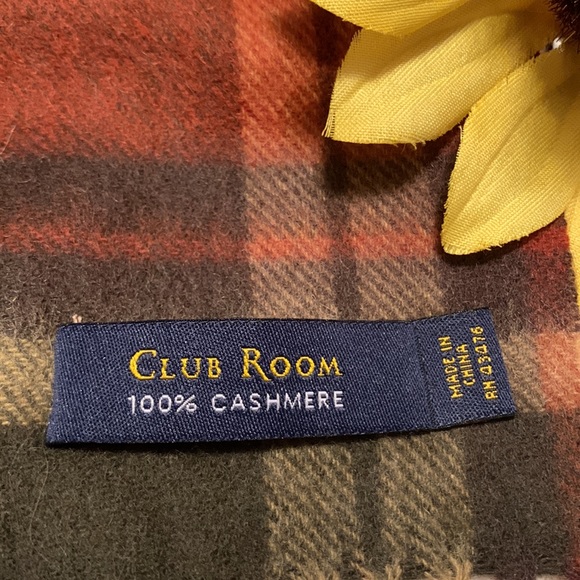 CLUB ROOM
100% CASHMERE
MADE IN
CHINA
RN 43476